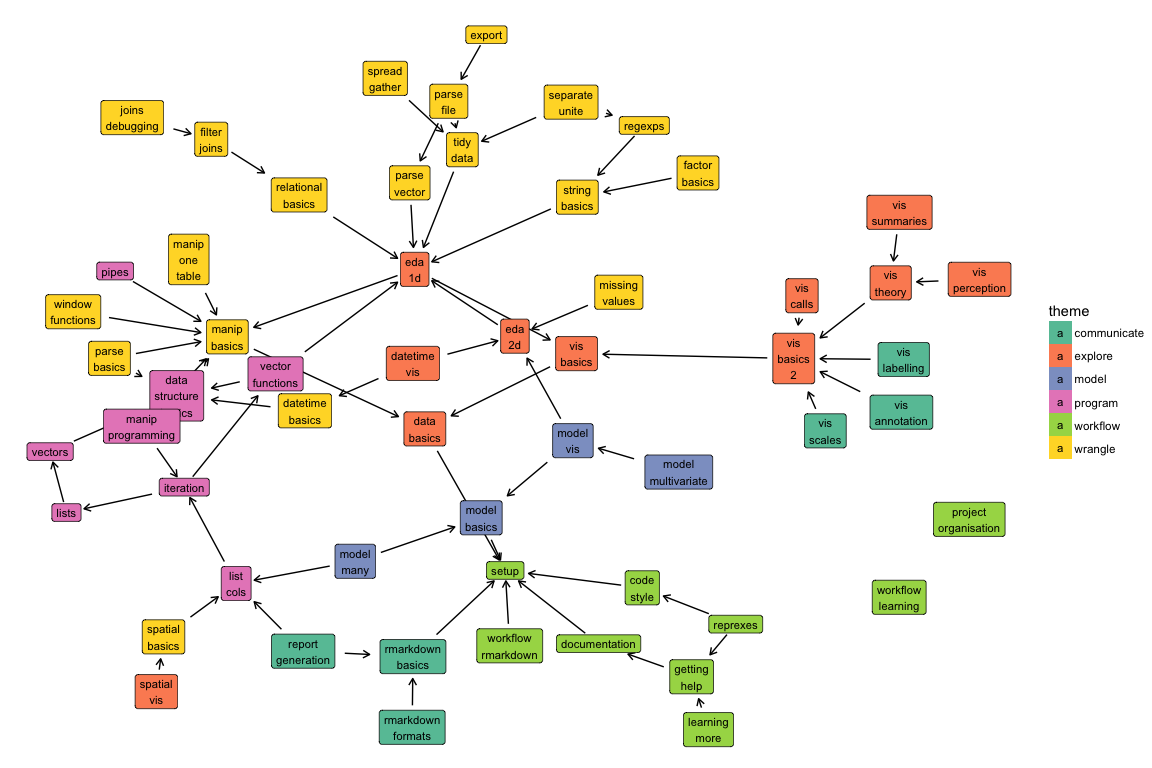 export
spread
gather
parse
file
separate
unite
joins
debugging
filter
joins
regexps
tidy
data
factor
basics
parse
vector
relational
basics
string
basics
vis
summaries
manip
one
table
pipes
eda
1d
vis
theory
vis
perception
missing
values
vis
calls
window
functions
manip
basics
eda
2d
parse
basics
vis
basics
vis
basics
2
vis
labelling
datetime
vis
vector
functions
data
structure
manip
programming
datetime
basics
data
basics
vis
annotation
vis
scales
vectors
model
vis
model
multivariate
iteration
lists
model
basics
project
organisation
model
many
setup
list
cols
code
style
workflow
learning
reprexes
spatial
basics
report
generation
rmarkdown
basics
workflow
rmarkdown
documentation
getting
help
spatial
vis
rmarkdown
formats
learning
more
theme
a communicate
a explore
a model
a program
a workflow
a wrangle